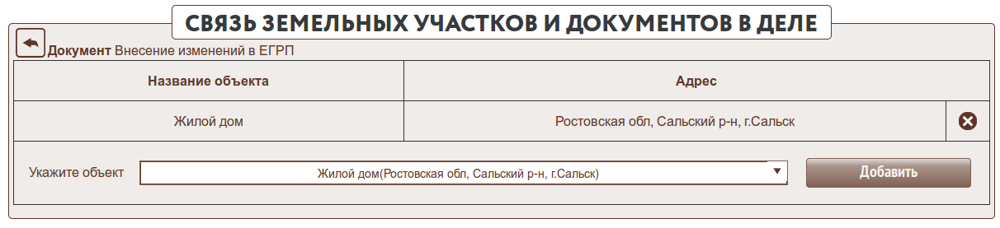 СВЯЗЬ ЗЕМЕЛЬНЫХ УЧАСТКОВ И ДОКУМЕНТОВ В ДЕЛЕ
Документ Внесение изменений в ЕГРП
Название объекта Адрес
Жилой дом Ростовская обл, Сальский р-н, г.Сальск
Укажите объект Жилой дом(Ростовская обл, Сальский р-н, г.Сальск) Добавить